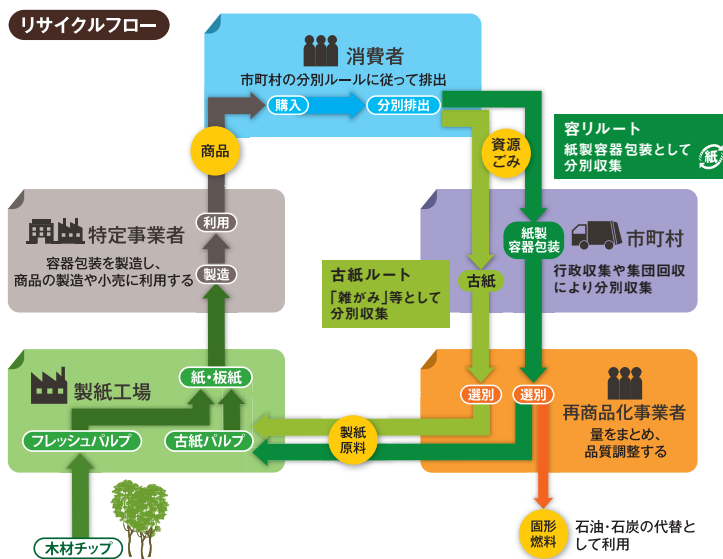 リサイクルフロー
消費者
市町村の分別ルールに従って排出
購入
分別排出
商品
資源
ごみ
容リルート
紙製容器包装として
分別収集
紙
特定事業者
容器包装を製造し、
商品の製造や小売に利用する
利用
製造
紙製
容器包装
市町村
行政収集や集団回収
により分別収集
古紙ルート
「雑がみ」等として
分別収集
古紙
製紙工場
紙・板紙
フレッシュパルプ
古紙パルプ
製紙
原料
選別
選別
再商品化事業者
量をまとめ、
品質調整する
木材チップ
固形
燃料
石油・石炭の代替と
して利用